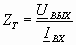 Z_T = U_ВЫХ / I_ВХ